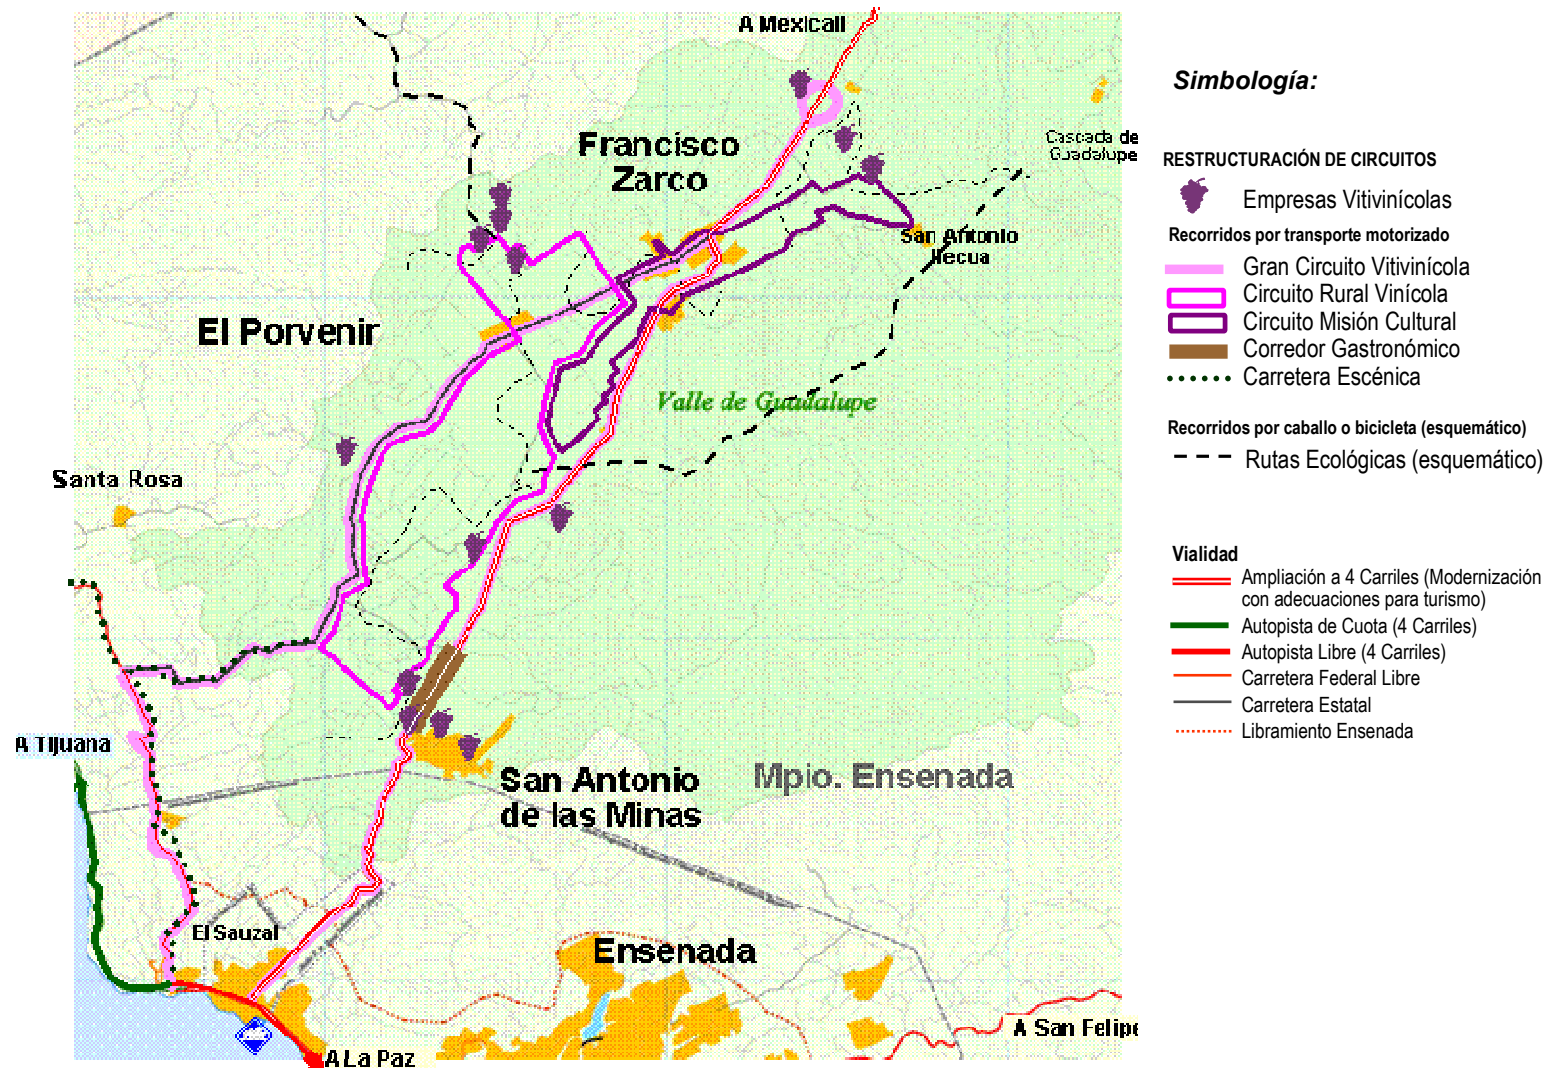 A Mexicali
Francisco
Zarco
Cascada de
Guadalupe
San Antonio
Necua
El Porvenir
Valle de Guadalupe
Santa Rosa
A Tijuana
San Antonio
de las Minas
Mpio. Ensenada
El Sauzal
Ensenada
A San Felipe
A La Paz
Simbología:
RESTRUCTURACIÓN DE CIRCUITOS
Empresas Vitivinícolas
Recorridos por transporte motorizado
Gran Circuito Vitivinícola
Circuito Rural Vinícola
Circuito Misión Cultural
Corredor Gastronómico
Carretera Escénica
Recorridos por caballo o bicicleta (esquemático)
Rutas Ecológicas (esquemático)
Vialidad
Ampliación a 4 Carriles (Modernización
con adecuaciones para turismo)
Autopista de Cuota (4 Carriles)
Autopista Libre (4 Carriles)
Carretera Federal Libre
Carretera Estatal
Libramiento Ensenada